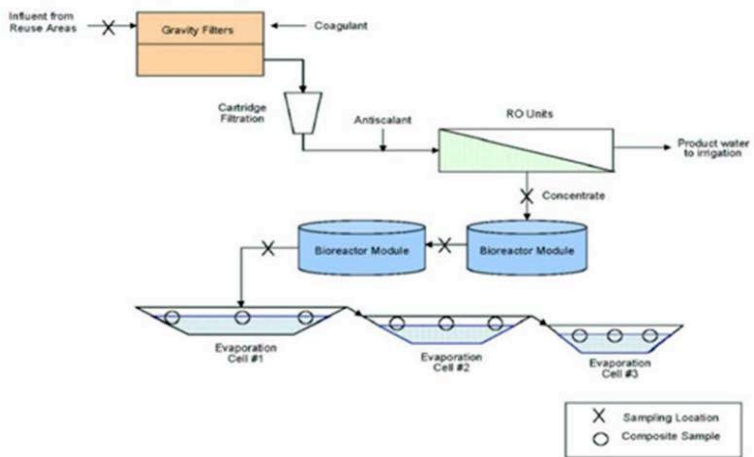 Influent from
Reuse Areas
Gravity Filters
Coagulant
Cartridge
Filtration
Antiscalant
RO Units
Product water
to irrigation
Concentrate
Bioreactor Module
Bioreactor Module
Evaporation
Cell #1
Evaporation
Cell #2
Evaporation
Cell #3
Sampling Location
Composite Sample